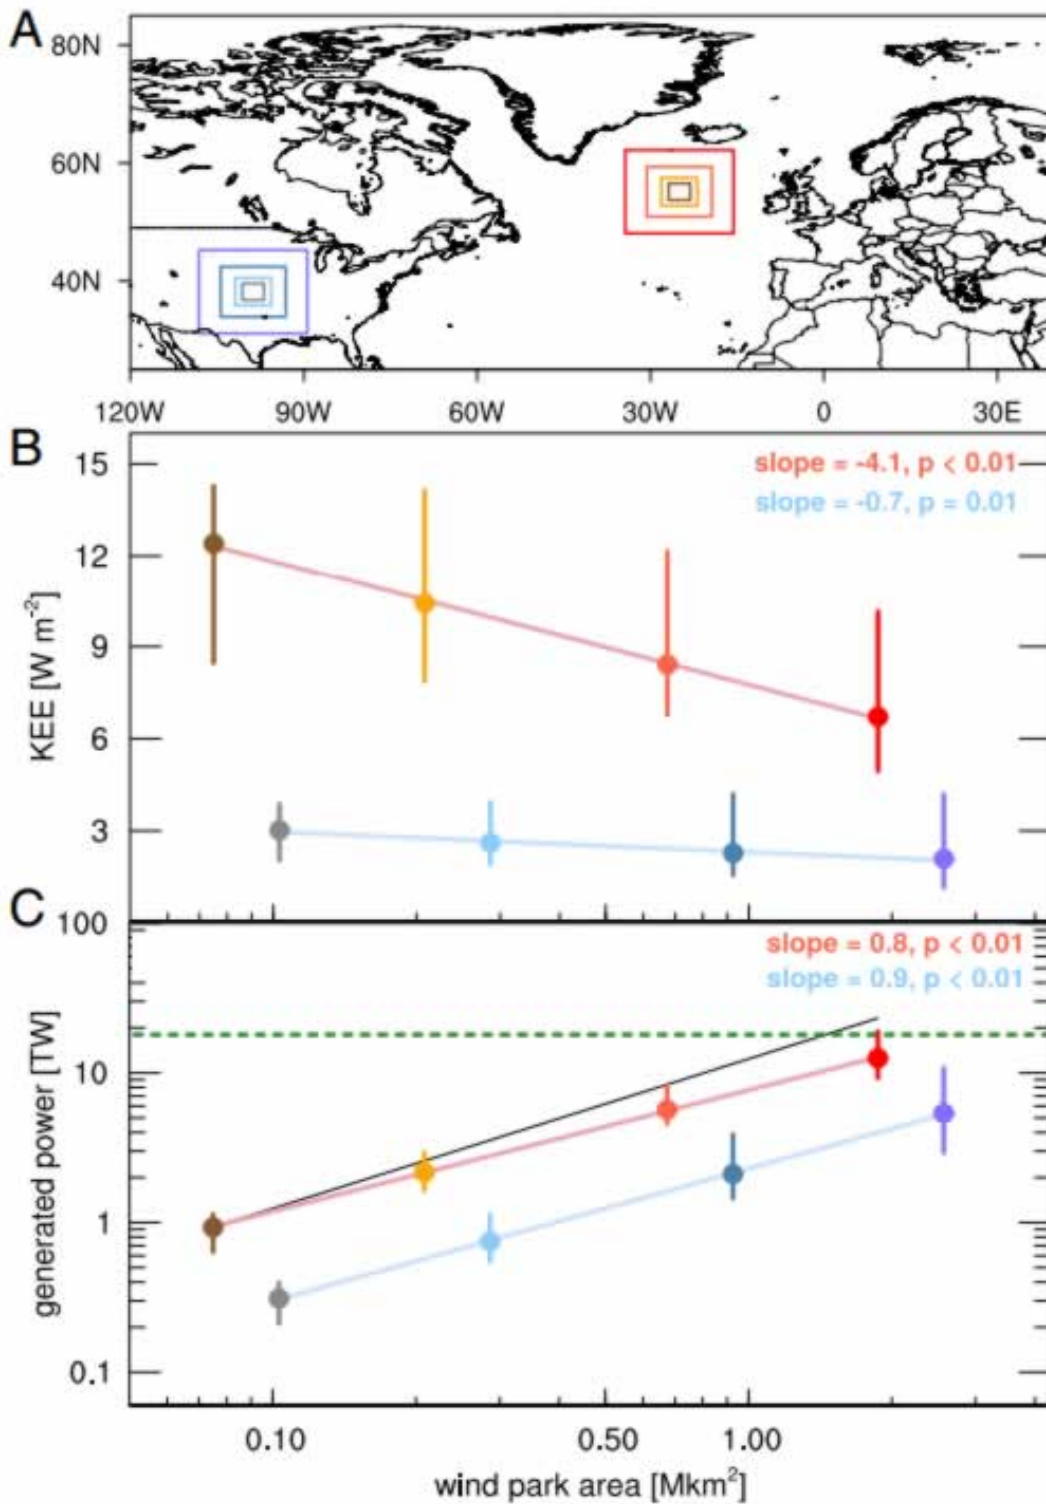 A
80N
60N
40N
120W 90W 60W 30W 0 30E
B
15
slope = -4.1, p < 0.01
slope = -0.7, p = 0.01
12
9
6
3
KEE [W m-2]
C
100
slope = 0.8, p < 0.01
slope = 0.9, p < 0.01
10
1
0.1
generated power [TW]
0.10 0.50 1.00
wind park area [Mkm2]